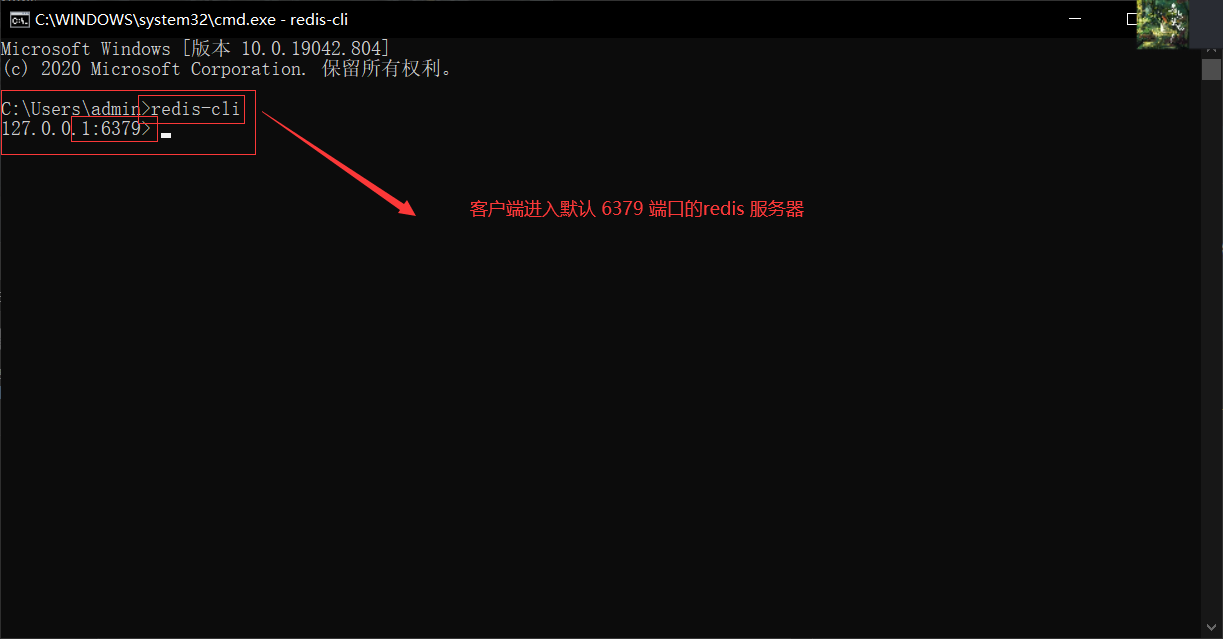 C:\WINDOWS\system32\cmd.exe - redis-cli
Microsoft Windows [版本 10.0.19042.804]
(c) 2020 Microsoft Corporation. 保留所有权利。
C:\Users\admin>redis-cli
127.0.0.1:6379>
客户端进入默认 6379 端口的redis 服务器